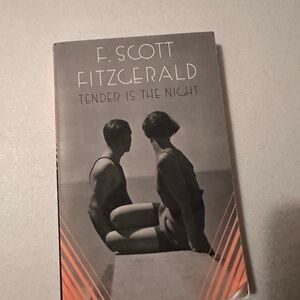 F. SCOTT
FITZGERALD
TENDER IS THE NIGHT